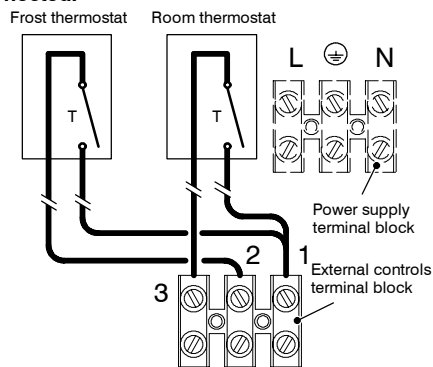 Frost thermostat
Room thermostat
L
N
T
T
Power supply
terminal block
3
2
1
External controls
terminal block